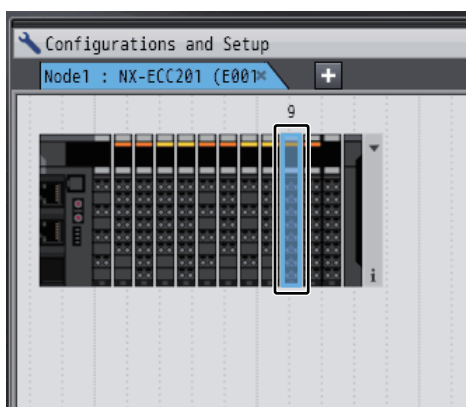 Configurations and Setup
Node1 : NX-ECC201 (E001
9
i